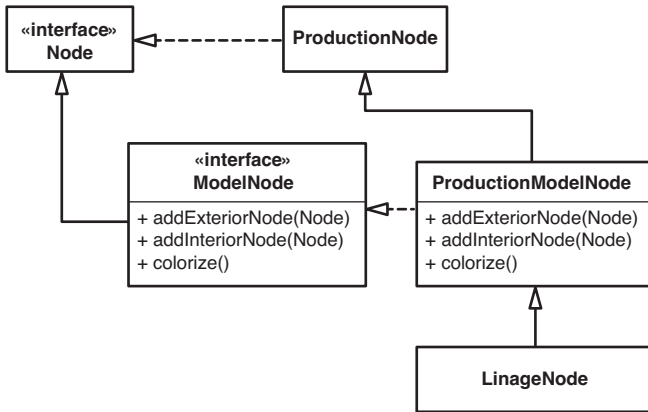 «interface»
Node
ProductionNode
«interface»
ModelNode
+ addExteriorNode(Node)
+ addInteriorNode(Node)
+ colorize()
ProductionModelNode
+ addExteriorNode(Node)
+ addInteriorNode(Node)
+ colorize()
LinageNode